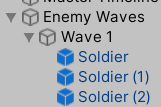 Enemy Waves
Wave 1
Soldier
Soldier (1)
Soldier (2)